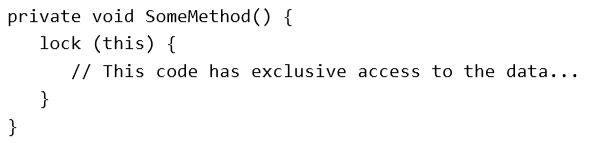 private void SomeMethod() {
   lock (this) {
      // This code has exclusive access to the data...
   }
}